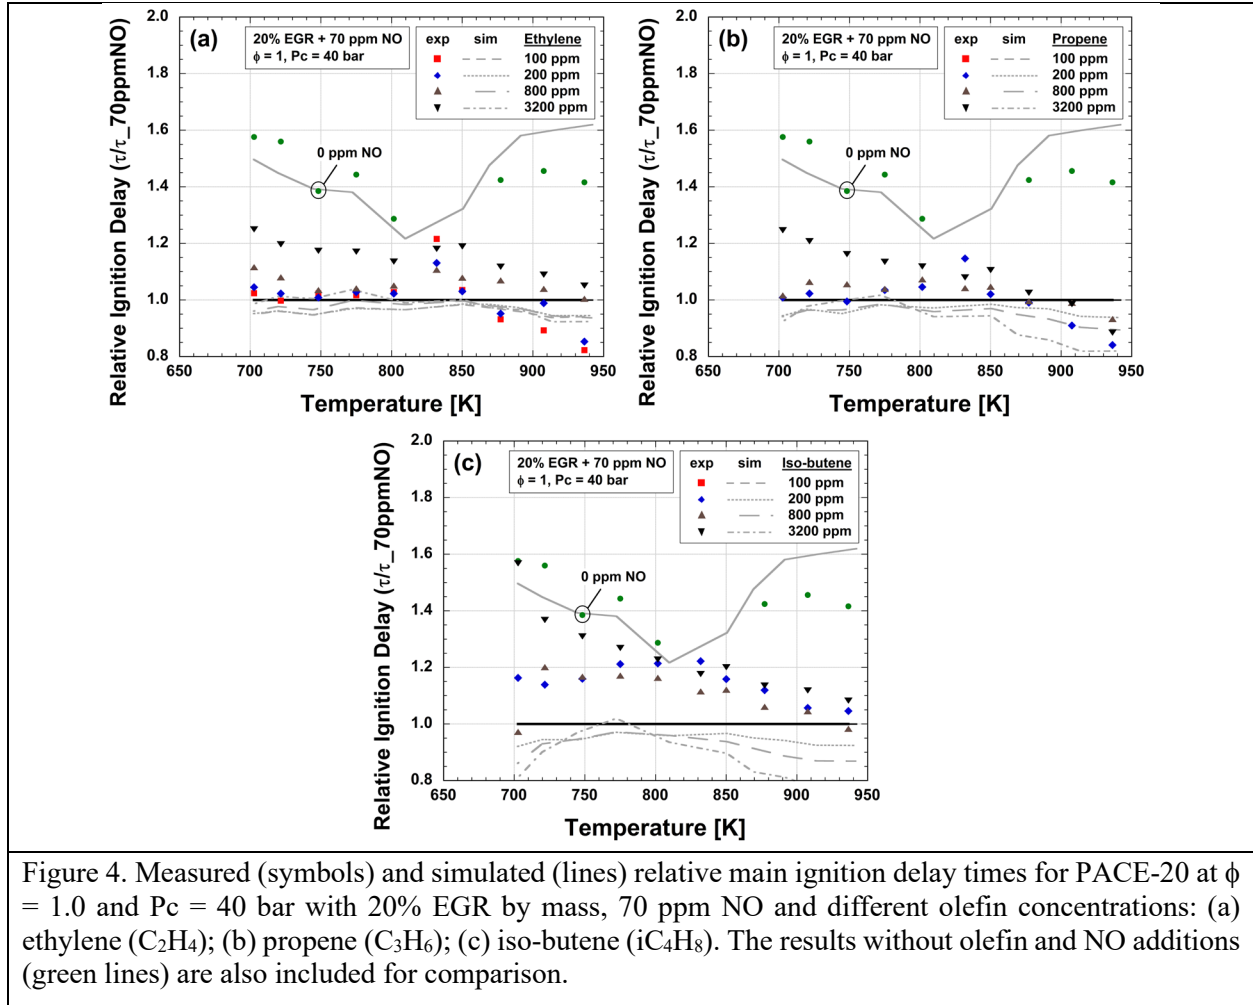 (a)
20% EGR + 70 ppm NO
ϕ = 1, Pc = 40 bar
exp sim Ethylene
100 ppm
200 ppm
800 ppm
3200 ppm
0 ppm NO
2.0
1.8
1.6
1.4
1.2
1.0
0.8
Relative Ignition Delay (τ/τ_70ppmNO)
650 700 750 800 850 900 950
Temperature [K]
(b)
20% EGR + 70 ppm NO
ϕ = 1, Pc = 40 bar
exp sim Propene
100 ppm
200 ppm
800 ppm
3200 ppm
0 ppm NO
2.0
1.8
1.6
1.4
1.2
1.0
0.8
Relative Ignition Delay (τ/τ_70ppmNO)
650 700 750 800 850 900 950
Temperature [K]
(c)
20% EGR + 70 ppm NO
ϕ = 1, Pc = 40 bar
exp sim Iso-butene
100 ppm
200 ppm
800 ppm
3200 ppm
0 ppm NO
2.0
1.8
1.6
1.4
1.2
1.0
0.8
Relative Ignition Delay (τ/τ_70ppmNO)
650 700 750 800 850 900 950
Temperature [K]
Figure 4. Measured (symbols) and simulated (lines) relative main ignition delay times for PACE-20 at ϕ
= 1.0 and Pc = 40 bar with 20% EGR by mass, 70 ppm NO and different olefin concentrations: (a)
ethylene (C₂H₄); (b) propene (C₃H₆); (c) iso-butene (iC₄H₈). The results without olefin and NO additions
(green lines) are also included for comparison.